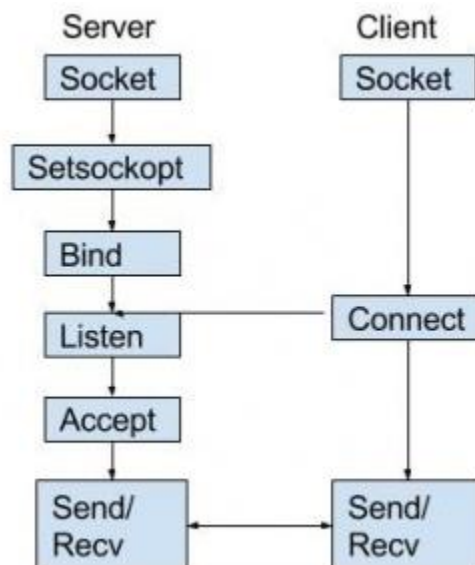 Server
Client
Socket
Socket
Setsockopt
Bind
Listen
Connect
Accept
Send/
Recv
Send/
Recv